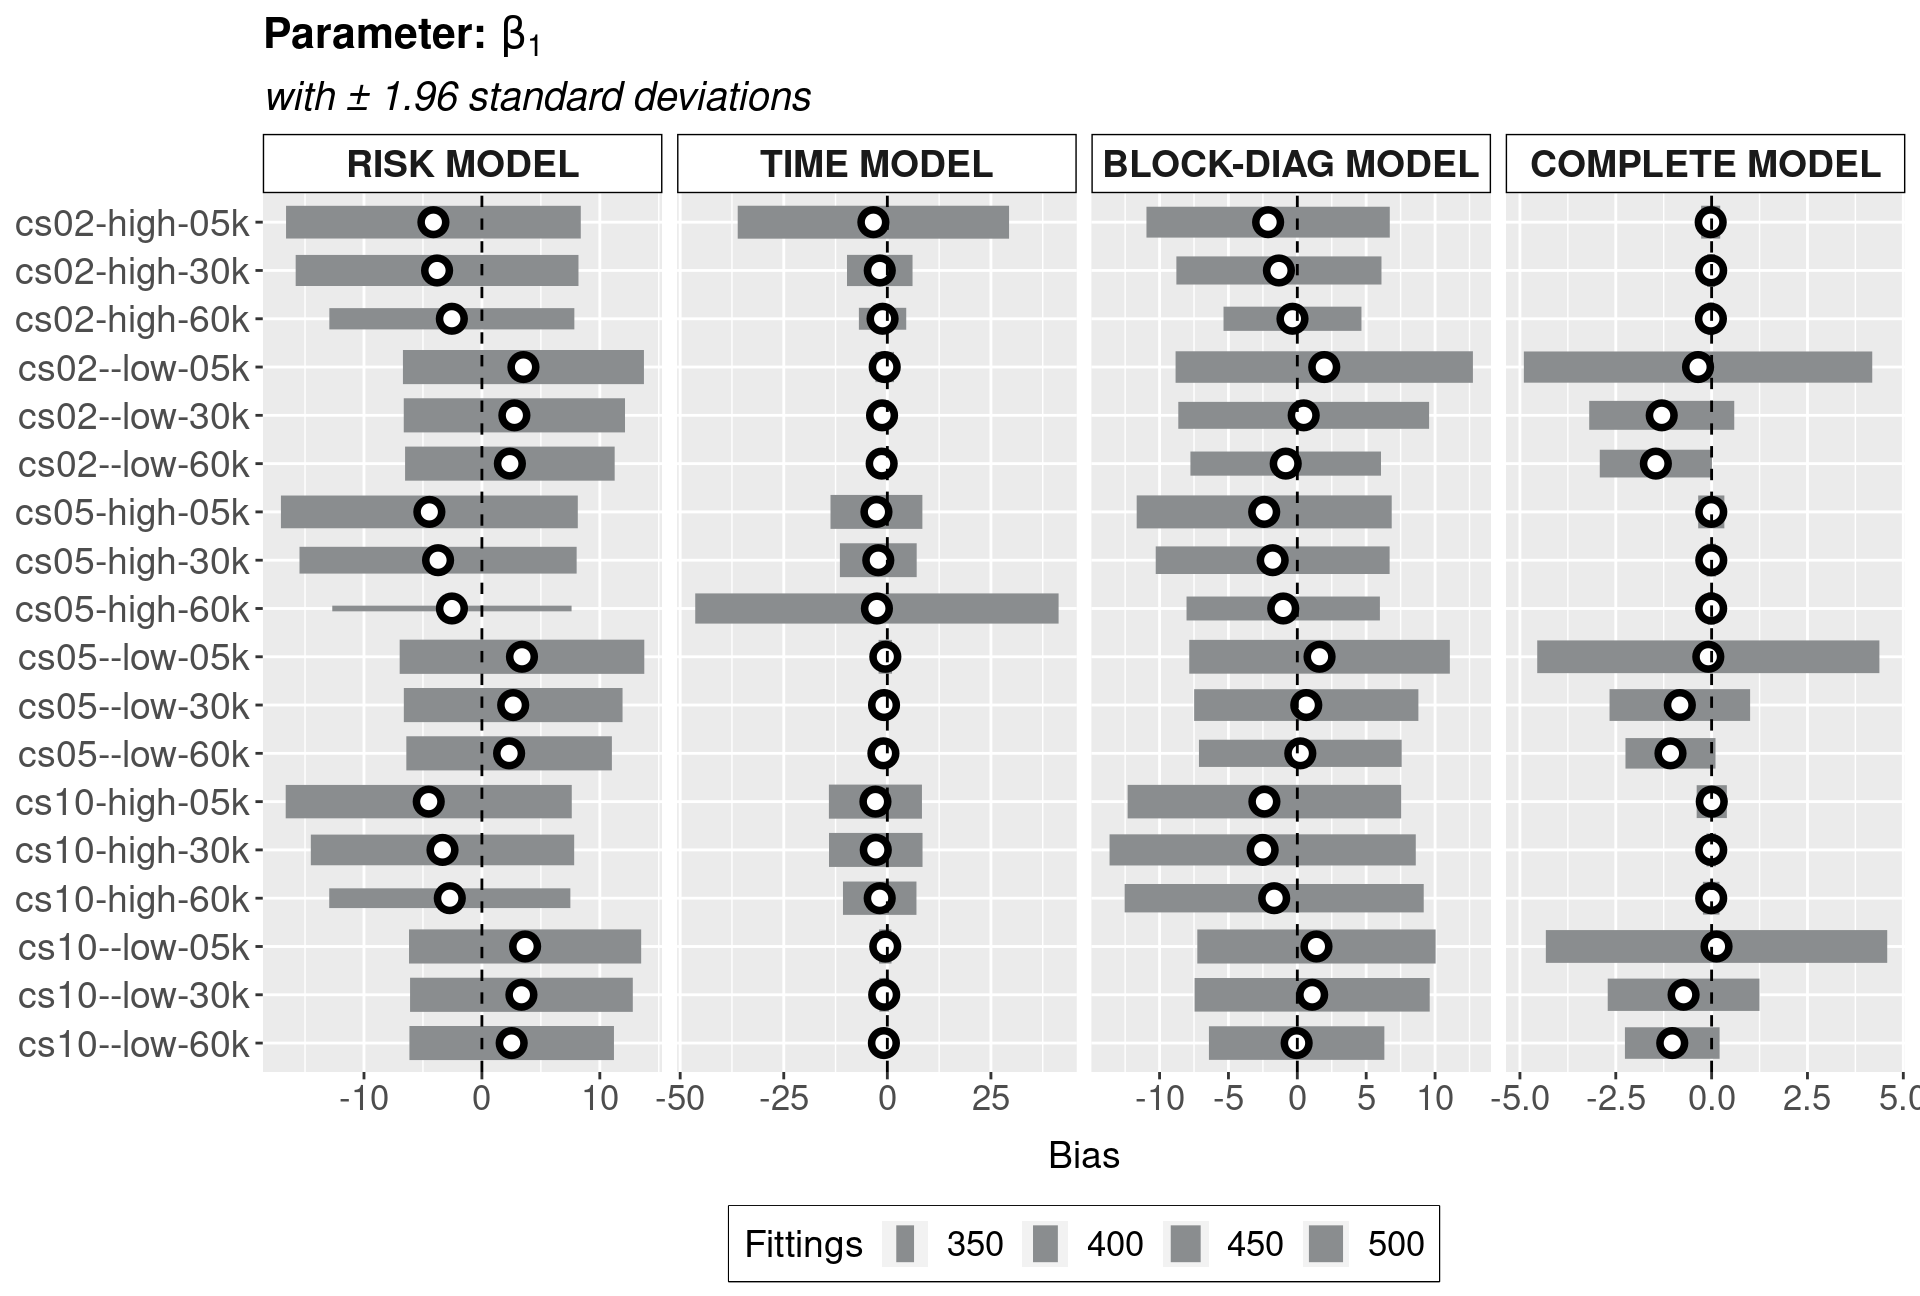 Parameter: β1
with ± 1.96 standard deviations
RISK MODEL TIME MODEL BLOCK-DIAG MODEL COMPLETE MODEL
cs02-high-05k
cs02-high-30k
cs02-high-60k
cs02--low-05k
cs02--low-30k
cs02--low-60k
cs05-high-05k
cs05-high-30k
cs05-high-60k
cs05--low-05k
cs05--low-30k
cs05--low-60k
cs10-high-05k
cs10-high-30k
cs10-high-60k
cs10--low-05k
cs10--low-30k
cs10--low-60k
-10 0 10 -50 -25 0 25 -10 -5 0 5 10 -5.0 -2.5 0.0 2.5 5.0
Bias
Fittings 350 400 450 500